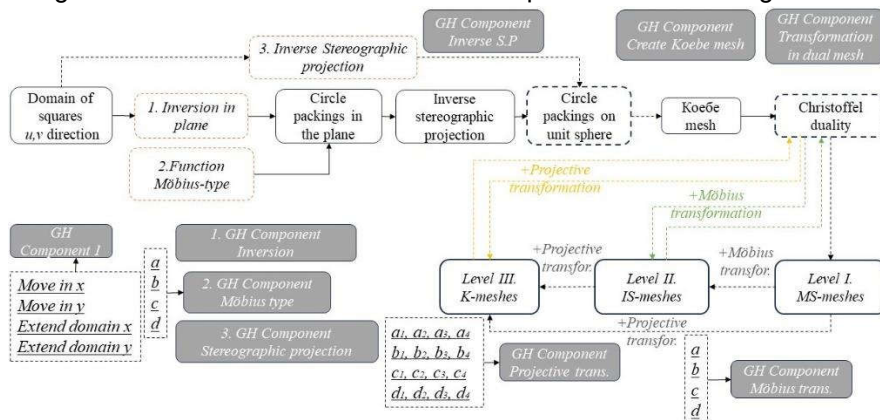 GH Component
Inverse S.P
GH Component
Create Koebe mesh
GH Component
Transformation
in dual mesh
3. Inverse Stereographic
projection
Domain of
squares
u,v direction
1. Inversion in
plane
Circle
packings in
the plane
Inverse
stereographic
projection
Circle
packings on
unit sphere
Koебe
mesh
Christoffel
duality
2.Function
Möbius-type
+Projective
transformation
+Möbius
transformation
GH
Component 1
1. GH Component
Inversion
+Projective
transfor.
+Möbius
transfor.
Move in x
Move in y
Extend domain x
Extend domain y
a
b
c
d
2. GH Component
Möbius type
3. GH Component
Stereographic projection
Level III.
K-meshes
Level II.
IS-meshes
Level I.
MS-meshes
+Projective
transfor.
a₁, a₂, a₃, a₄
b₁, b₂, b₃, b₄
c₁, c₂, c₃, c₄
d₁, d₂, d₃, d₄
GH Component
Projective trans.
a
b
c
d
GH Component
Möbius trans.